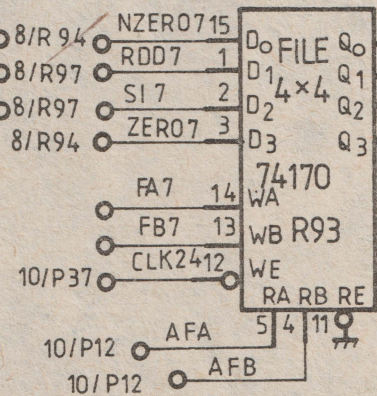 8/R94 NZERO7 15 D0 FILE Q0
8/R97 RDD7 1 D1 4×4 Q1
8/R97 SI7 2 D2 Q2
8/R94 ZERO7 3 D3 Q3
74170
FA7 14 WA
FB7 13 WB R93
10/P37 CLK24 12 WE
RA RB RE
5 4 11
10/P12 AFA
10/P12 AFB